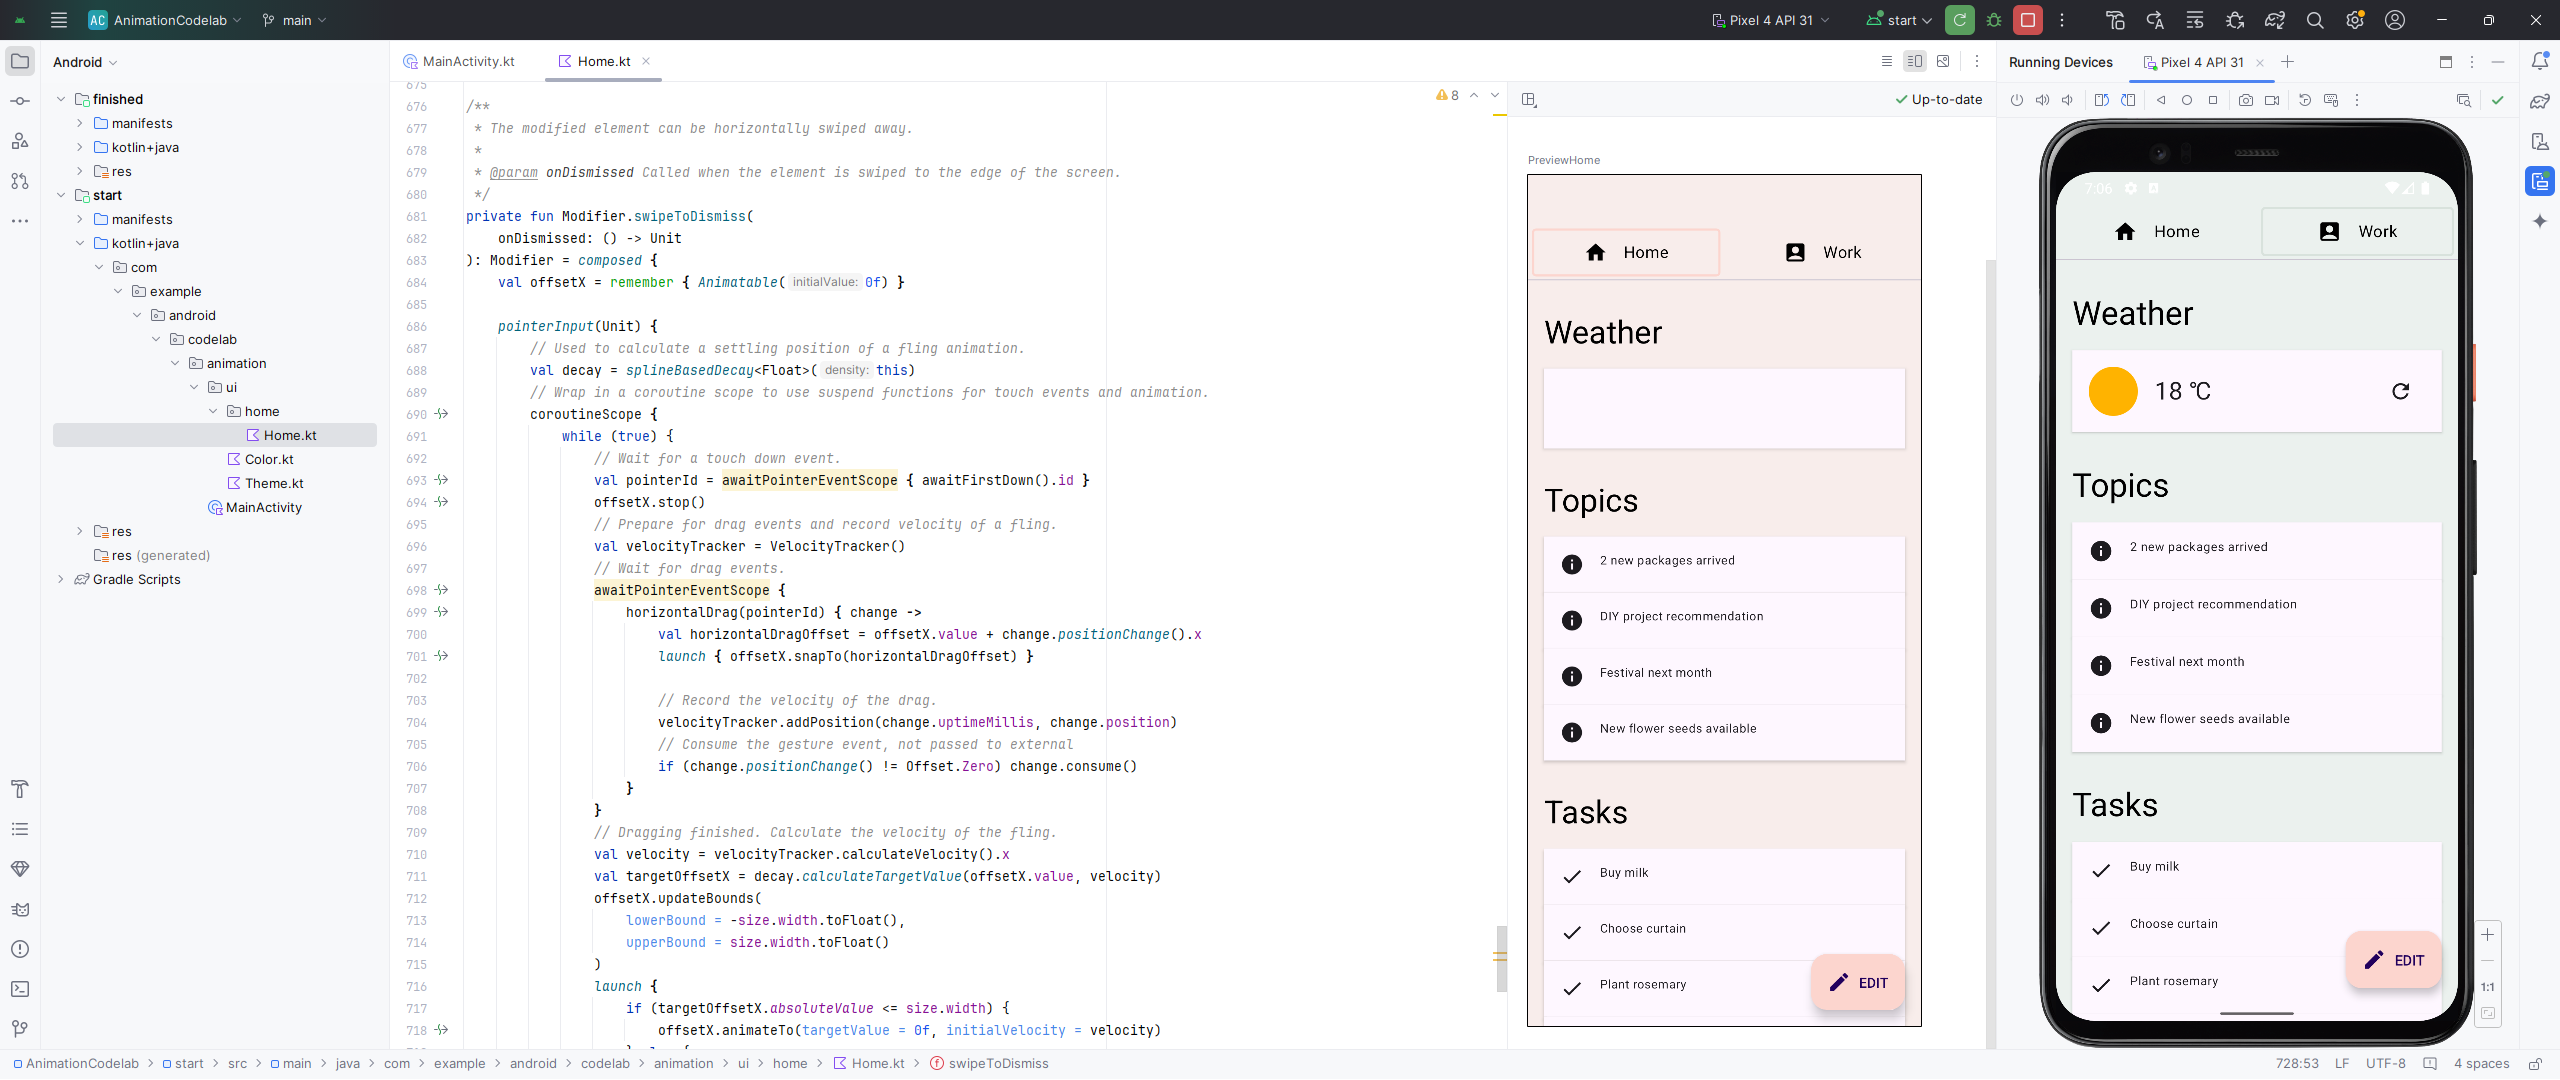 AC AnimationCodelab main Pixel 4 API 31 start
Android
finished
manifests
kotlin+java
res
start
manifests
kotlin+java
com
example
android
codelab
animation
ui
home
Home.kt
Color.kt
Theme.kt
MainActivity
res
res (generated)
Gradle Scripts
MainActivity.kt Home.kt
8
675
676 /**
677 * The modified element can be horizontally swiped away.
678 *
679 * @param onDismissed Called when the element is swiped to the edge of the screen.
680 */
681 private fun Modifier.swipeToDismiss(
682 onDismissed: () -> Unit
683 ): Modifier = composed {
684 val offsetX = remember { Animatable( initialValue: 0f) }
685
686 pointerInput(Unit) {
687 // Used to calculate a settling position of a fling animation.
688 val decay = splineBasedDecay<Float>( density: this)
689 // Wrap in a coroutine scope to use suspend functions for touch events and animation.
690 coroutineScope {
691 while (true) {
692 // Wait for a touch down event.
693 val pointerId = awaitPointerEventScope { awaitFirstDown().id }
694 offsetX.stop()
695 // Prepare for drag events and record velocity of a fling.
696 val velocityTracker = VelocityTracker()
697 // Wait for drag events.
698 awaitPointerEventScope {
699 horizontalDrag(pointerId) { change ->
700 val horizontalDragOffset = offsetX.value + change.positionChange().x
701 launch { offsetX.snapTo(horizontalDragOffset) }
702
703 // Record the velocity of the drag.
704 velocityTracker.addPosition(change.uptimeMillis, change.position)
705 // Consume the gesture event, not passed to external
706 if (change.positionChange() != Offset.Zero) change.consume()
707 }
708 }
709 // Dragging finished. Calculate the velocity of the fling.
710 val velocity = velocityTracker.calculateVelocity().x
711 val targetOffsetX = decay.calculateTargetValue(offsetX.value, velocity)
712 offsetX.updateBounds(
713 lowerBound = -size.width.toFloat(),
714 upperBound = size.width.toFloat()
715 )
716 launch {
717 if (targetOffsetX.absoluteValue <= size.width) {
718 offsetX.animateTo(targetValue = 0f, initialVelocity = velocity)
Up-to-date
PreviewHome
Home Work
Weather
Topics
2 new packages arrived
DIY project recommendation
Festival next month
New flower seeds available
Tasks
Buy milk
Choose curtain
Plant rosemary
EDIT
Running Devices Pixel 4 API 31
7:06
Home Work
Weather
18 ℃
Topics
2 new packages arrived
DIY project recommendation
Festival next month
New flower seeds available
Tasks
Buy milk
Choose curtain
Plant rosemary
EDIT
1:1
AnimationCodelab > start > src > main > java > com > example > android > codelab > animation > ui > home > Home.kt > swipeToDismiss
728:53 LF UTF-8 4 spaces